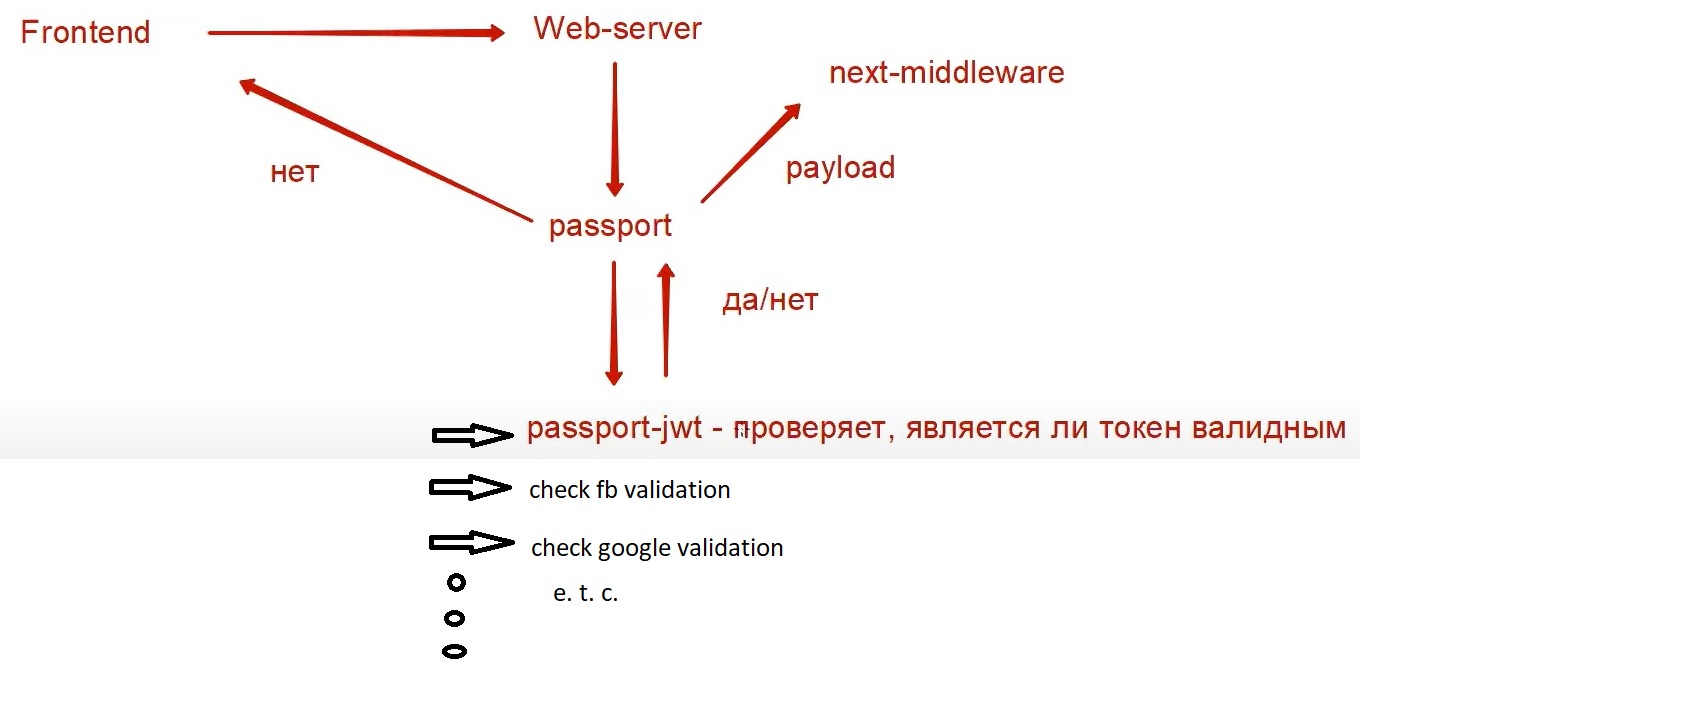 Frontend
Web-server
next-middleware
нет
payload
passport
да/нет
passport-jwt - проверяет, является ли токен валидным
check fb validation
check google validation
e. t. c.